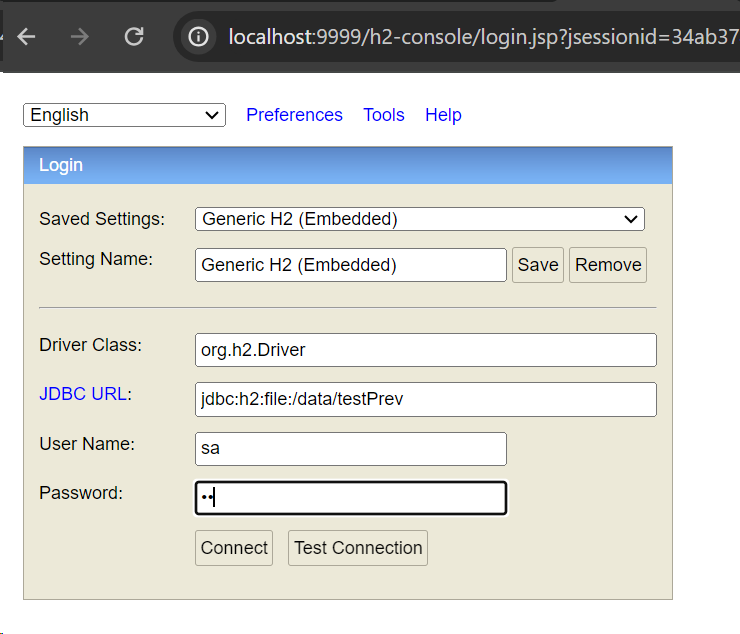 localhost:9999/h2-console/login.jsp?jsessionid=34ab37
English Preferences Tools Help
Login
Saved Settings: Generic H2 (Embedded)
Setting Name: Generic H2 (Embedded) Save Remove
Driver Class: org.h2.Driver
JDBC URL: jdbc:h2:file:/data/testPrev
User Name: sa
Password: ••
Connect Test Connection